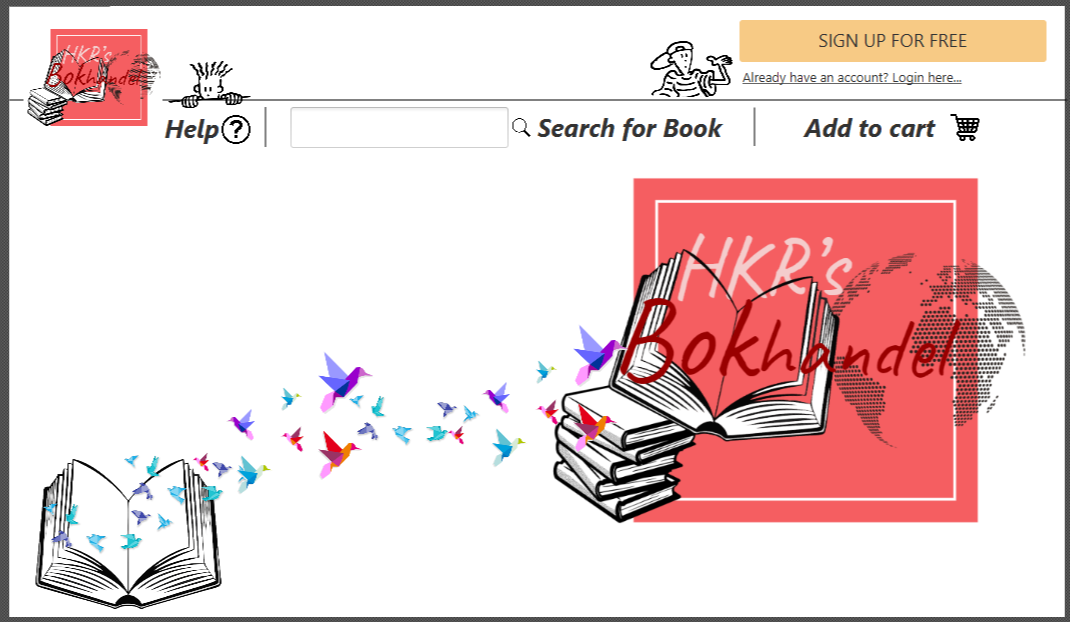 HKR's
Bokhandel
SIGN UP FOR FREE
Already have an account? Login here...
Help ?
Search for Book
Add to cart
HKR's
Bokhandel